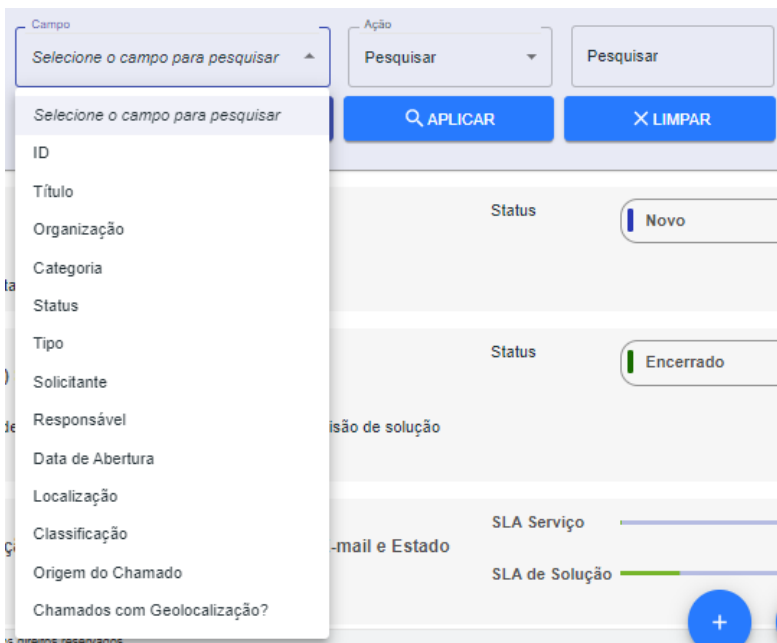 Campo
Selecione o campo para pesquisar
Ação
Pesquisar
Pesquisar
Selecione o campo para pesquisar
APLICAR
LIMPAR
ID
Título
Organização
Categoria
Status
Tipo
Solicitante
Responsável
Data de Abertura
Localização
Classificação
Origem do Chamado
Chamados com Geolocalização?
Status
Novo
Status
Encerrado
isão de solução
-mail e Estado
SLA Serviço
SLA de Solução
direitos reservados